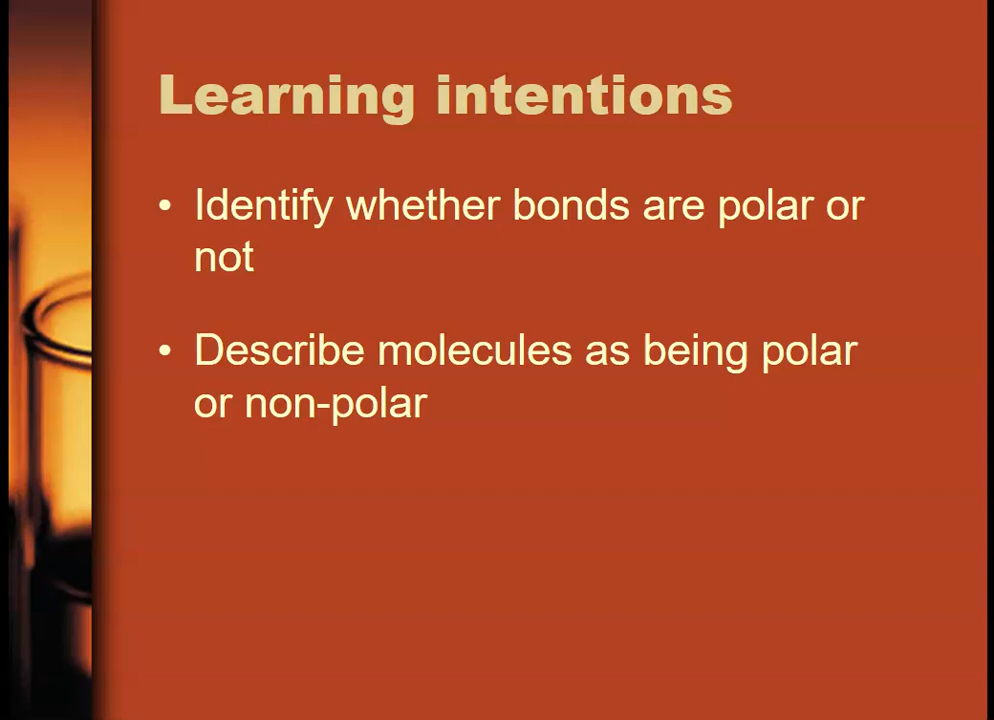 Learning intentions
• Identify whether bonds are polar or
not
• Describe molecules as being polar
or non-polar